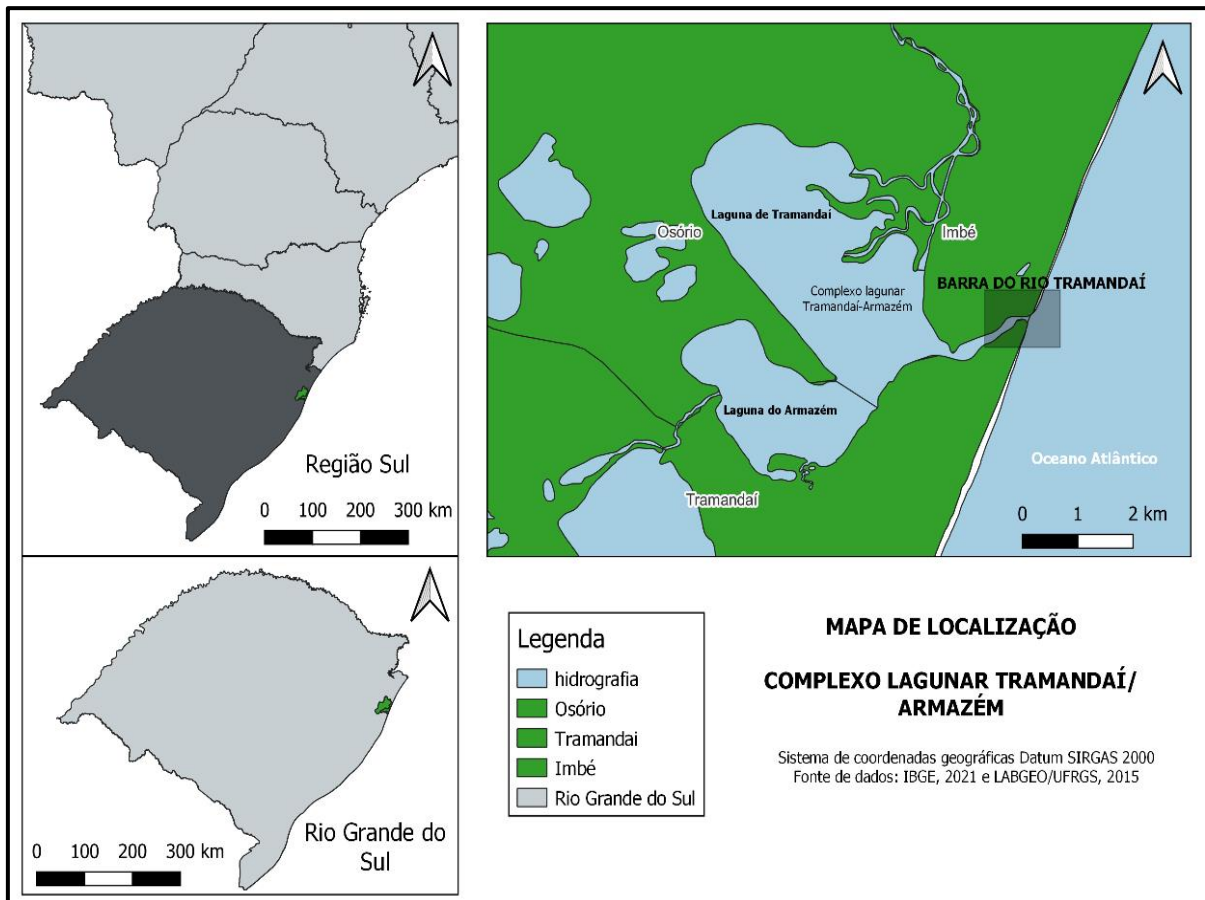 Região Sul
0 100 200 300 km
Rio Grande do
Sul
0 100 200 300 km
Laguna de Tramandaí
Osório
Imbé
BARRA DO RIO TRAMANDAÍ
Complexo lagunar
Tramandaí-Armazém
Laguna do Armazém
Oceano Atlântico
Tramandaí
0 1 2 km
Legenda
hidrografia
Osório
Tramandai
Imbé
Rio Grande do Sul
MAPA DE LOCALIZAÇÃO
COMPLEXO LAGUNAR TRAMANDAÍ/
ARMAZÉM
Sistema de coordenadas geográficas Datum SIRGAS 2000
Fonte de dados: IBGE, 2021 e LABGEO/UFRGS, 2015